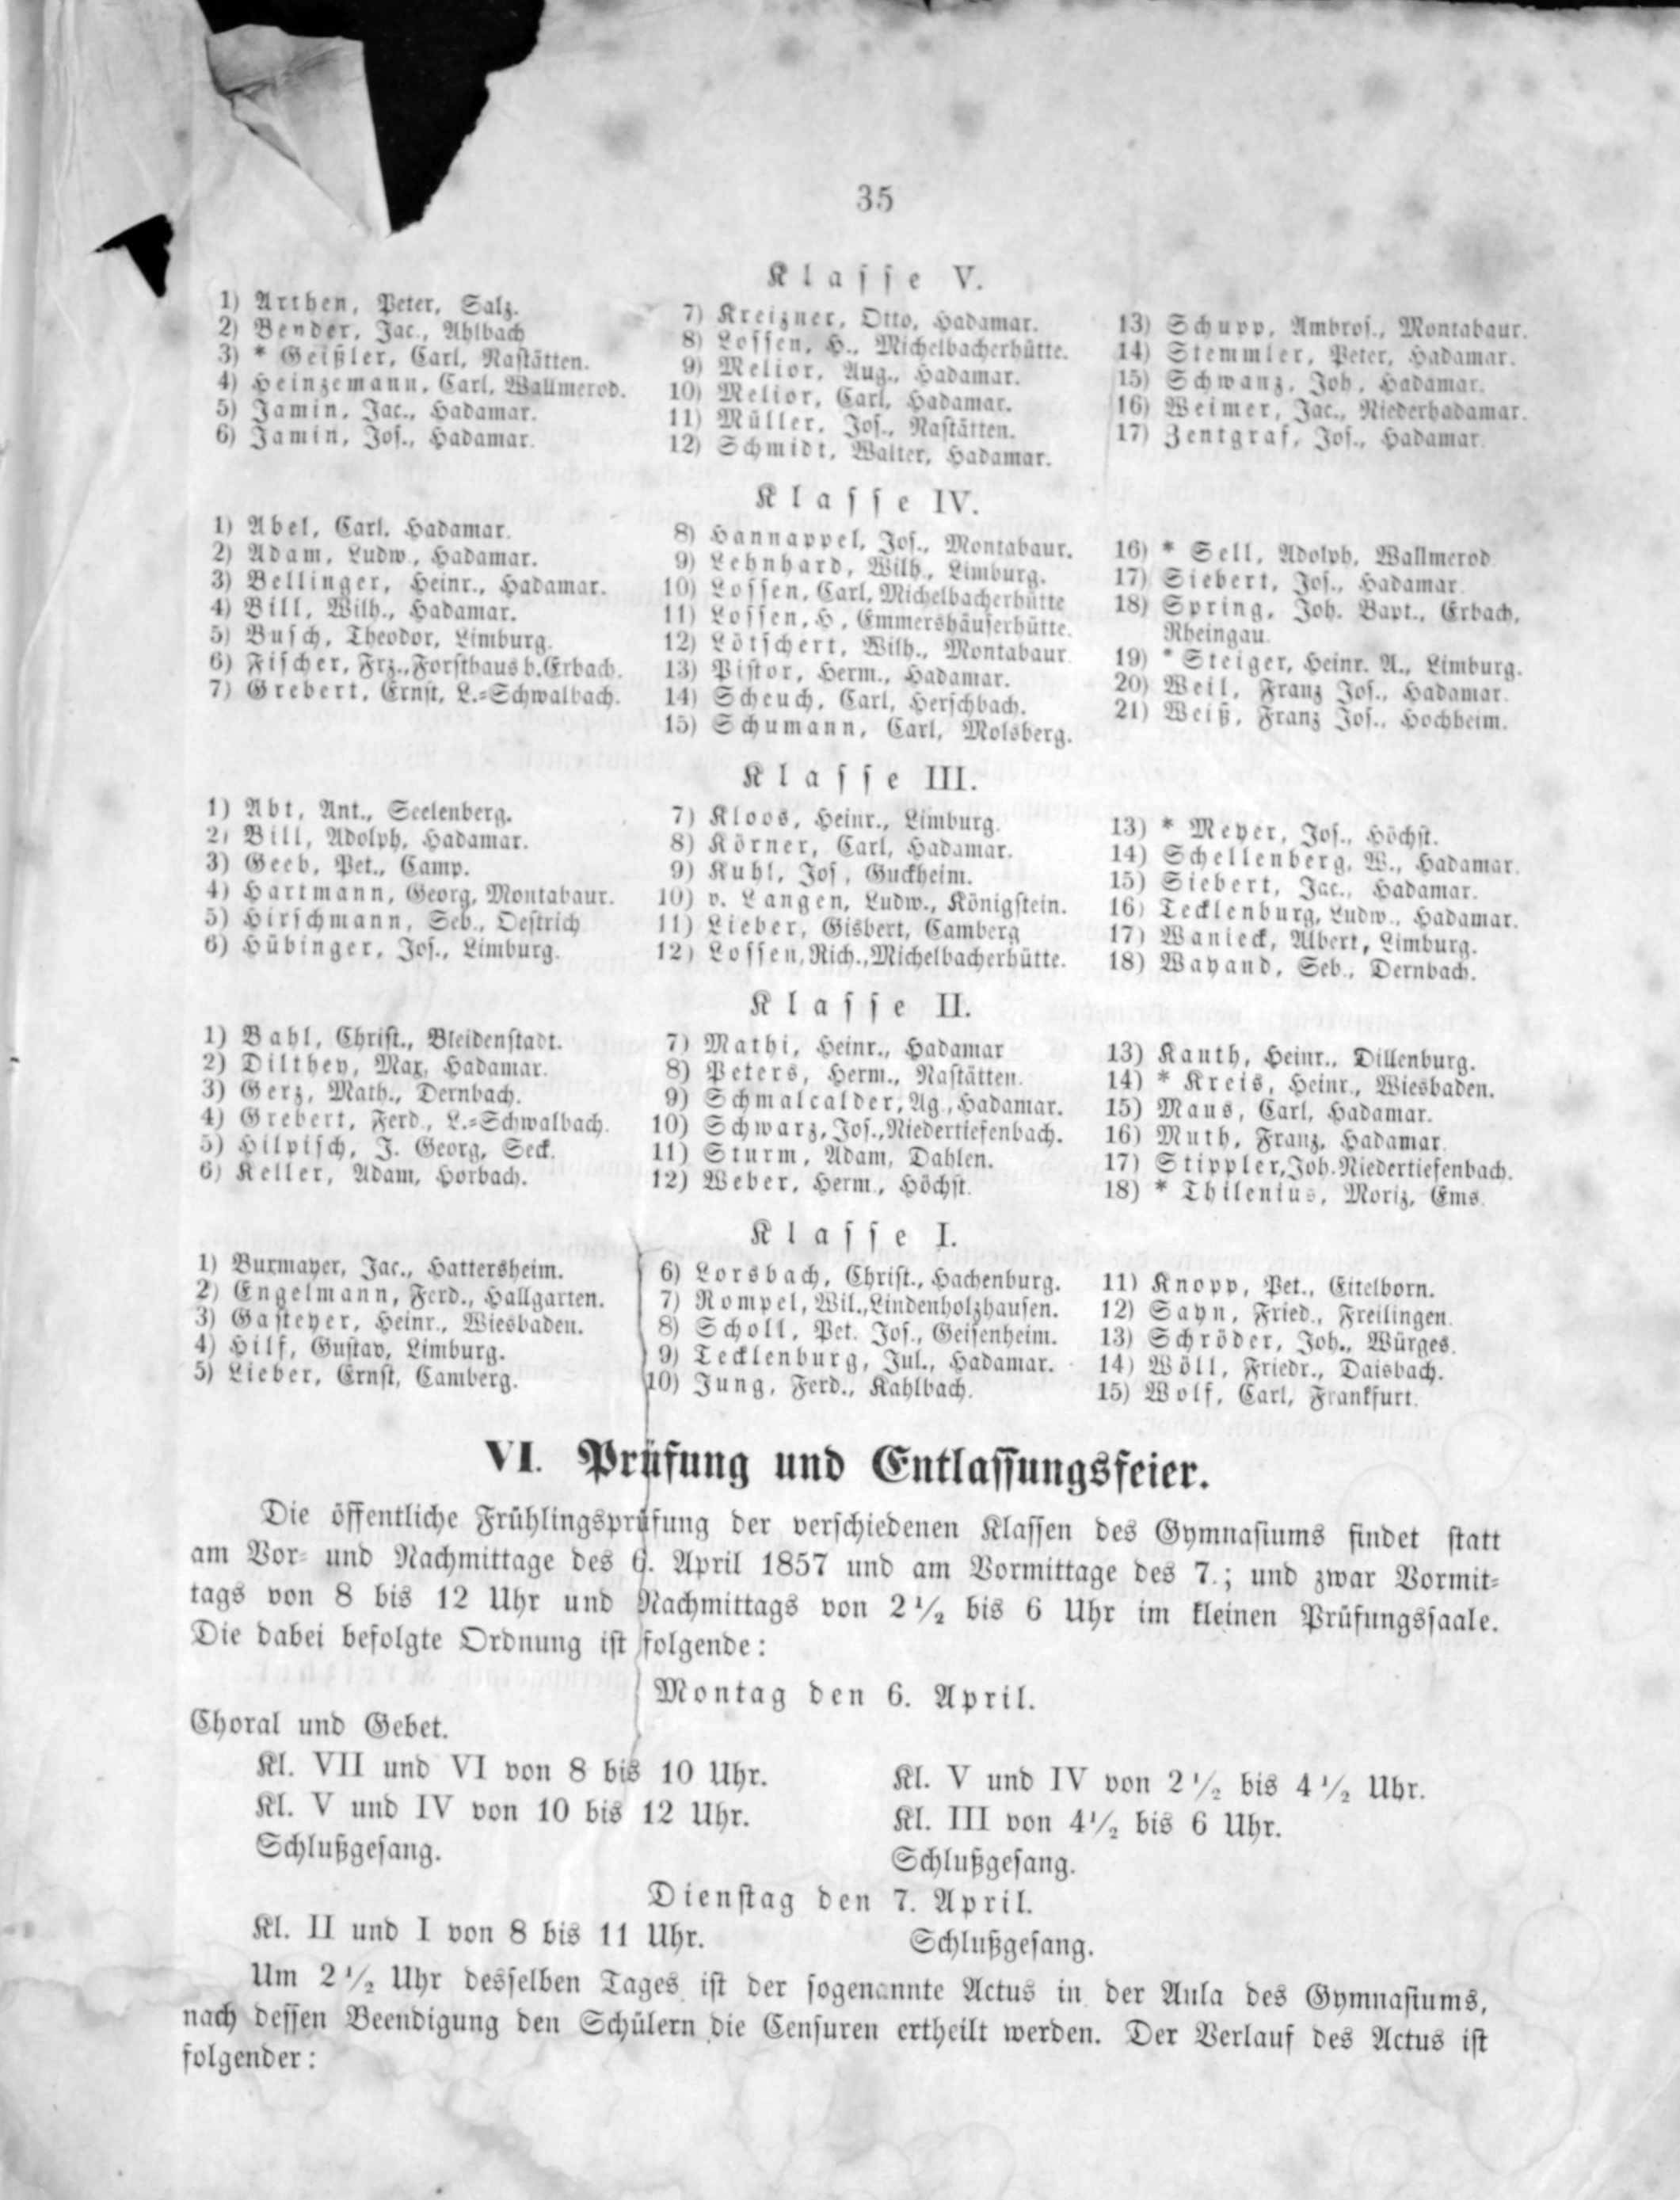 35
Klasse V.
1) Arthen, Peter, Salz.
2) Bender, Jac., Ahlbach
3) * Geißler, Carl, Nastätten.
4) Heinzemann, Carl, Wallmerod.
5) Jamin, Jac., Hadamar.
6) Jamin, Jos., Hadamar.
7) Kreizner, Otto, Hadamar.
8) Lossen, H., Michelbacherhütte.
9) Melior, Aug., Hadamar.
10) Melior, Carl, Hadamar.
11) Müller, Jos., Nastätten.
12) Schmidt, Walter, Hadamar.
13) Schupp, Ambros., Montabaur.
14) Stemmler, Peter, Hadamar.
15) Schwanz, Joh, Hadamar.
16) Weimer, Jac., Niederhadamar.
17) Zentgraf, Jos., Hadamar.
Klasse IV.
1) Abel, Carl, Hadamar.
2) Adam, Ludw., Hadamar.
3) Bellinger, Heinr., Hadamar.
4) Bill, Wilh., Hadamar.
5) Busch, Theodor, Limburg.
6) Fischer, Frz., Forsthaus b. Erbach.
7) Grebert, Ernst, L.=Schwalbach.
8) Hannappel, Jos., Montabaur.
9) Lehnhard, Wilh., Limburg.
10) Lossen, Carl, Michelbacherhütte
11) Lossen, H, Emmershäuserhütte.
12) Lötschert, Wilh., Montabaur.
13) Pistor, Herm., Hadamar.
14) Scheuch, Carl, Herschbach.
15) Schumann, Carl, Molsberg.
16) * Sell, Adolph, Wallmerod.
17) Siebert, Jos., Hadamar.
18) Spring, Joh. Bapt., Erbach,
Rheingau.
19) * Steiger, Heinr. A., Limburg.
20) Weil, Franz Jos., Hadamar.
21) Weiß, Franz Jos., Hochheim.
Klasse III.
1) Abt, Ant., Seelenberg.
2) Bill, Adolph, Hadamar.
3) Geeb, Pet., Camp.
4) Hartmann, Georg, Montabaur.
5) Hirschmann, Seb., Oestrich
6) Hübinger, Jos., Limburg.
7) Kloos, Heinr., Limburg.
8) Körner, Carl, Hadamar.
9) Kuhl, Jos, Guckheim.
10) v. Langen, Ludw., Königstein.
11) Lieber, Gisbert, Camberg
12) Lossen, Rich., Michelbacherhütte.
13) * Meyer, Jos., Höchst.
14) Schellenberg, W., Hadamar.
15) Siebert, Jac., Hadamar.
16) Tecklenburg, Ludw., Hadamar.
17) Wanieck, Albert, Limburg.
18) Wayand, Seb., Dernbach.
Klasse II.
1) Bahl, Christ., Bleidenstadt.
2) Dilthey, Max, Hadamar.
3) Gerz, Math., Dernbach.
4) Grebert, Ferd., L.=Schwalbach.
5) Hilpisch, J. Georg, Seck.
6) Keller, Adam, Horbach.
7) Mathi, Heinr., Hadamar
8) Peters, Herm., Nastätten.
9) Schmalcalder, Ag., Hadamar.
10) Schwarz, Jos., Niedertiefenbach.
11) Sturm, Adam, Dahlen.
12) Weber, Herm., Höchst.
13) Kauth, Heinr., Dillenburg.
14) * Kreis, Heinr., Wiesbaden.
15) Maus, Carl, Hadamar.
16) Muth, Franz, Hadamar.
17) Stippler, Joh. Niedertiefenbach.
18) * Thilenius, Moriz, Ems.
Klasse I.
1) Burmayer, Jac., Hattersheim.
2) Engelmann, Ferd., Hallgarten.
3) Gasteyer, Heinr., Wiesbaden.
4) Hilf, Gustav, Limburg.
5) Lieber, Ernst, Camberg.
6) Lorsbach, Christ., Hachenburg.
7) Rompel, Wil., Lindenholzhausen.
8) Scholl, Pet. Jos., Geisenheim.
9) Tecklenburg, Jul., Hadamar.
10) Jung, Ferd., Kahlbach.
11) Knopp, Pet., Eitelborn.
12) Sayn, Fried., Freilingen.
13) Schröder, Joh., Würges.
14) Wöll, Friedr., Daisbach.
15) Wolf, Carl, Frankfurt.
VI. Prüfung und Entlassungsfeier.
Die öffentliche Frühlingsprüfung der verschiedenen Klassen des Gymnasiums findet statt
am Vor= und Nachmittage des 6. April 1857 und am Vormittage des 7.; und zwar Vormit=
tags von 8 bis 12 Uhr und Nachmittags von 2 1/2 bis 6 Uhr im kleinen Prüfungssaale.
Die dabei befolgte Ordnung ist folgende:
Montag den 6. April.
Choral und Gebet.
Kl. VII und VI von 8 bis 10 Uhr.
Kl. V und IV von 10 bis 12 Uhr.
Schlußgesang.
Kl. V und IV von 2 1/2 bis 4 1/2 Uhr.
Kl. III von 4 1/2 bis 6 Uhr.
Schlußgesang.
Dienstag den 7. April.
Kl. II und I von 8 bis 11 Uhr.
Schlußgesang.
Um 2 1/2 Uhr desselben Tages ist der sogenannte Actus in der Aula des Gymnasiums,
nach dessen Beendigung den Schülern die Censuren ertheilt werden. Der Verlauf des Actus ist
folgender: